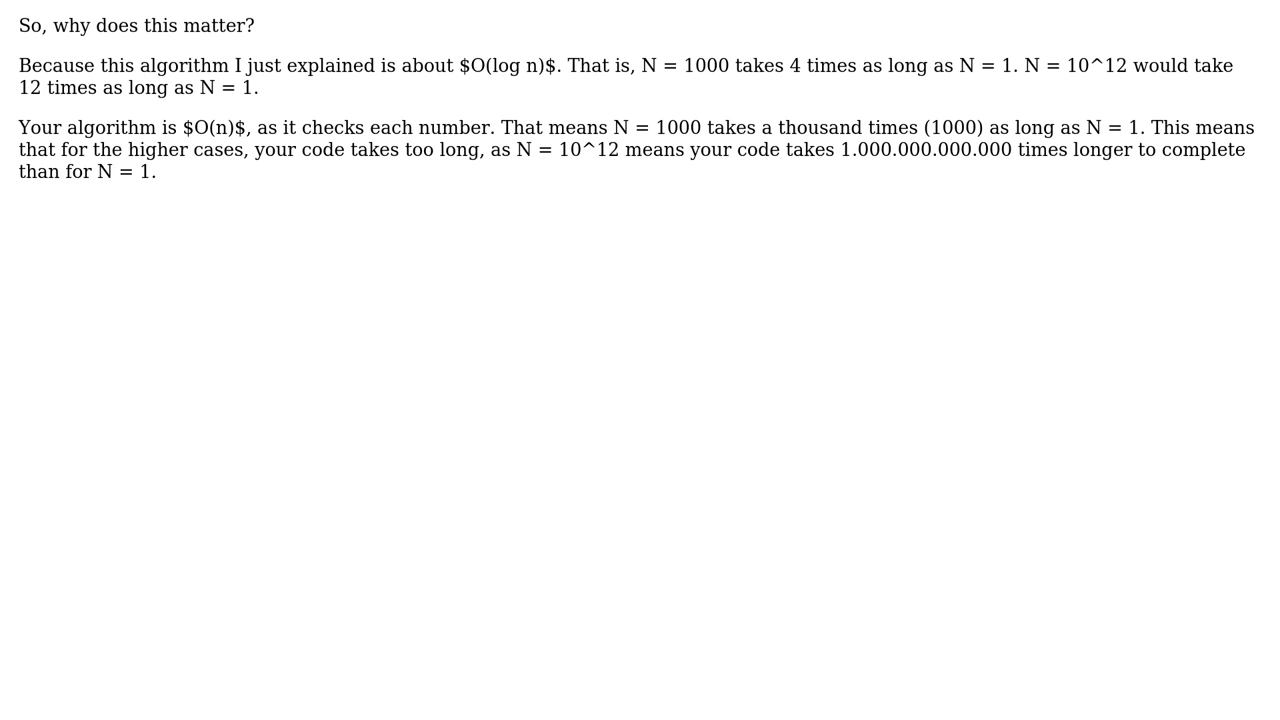 So, why does this matter?
Because this algorithm I just explained is about $O(log n)$. That is, N = 1000 takes 4 times as long as N = 1. N = 10^12 would take
12 times as long as N = 1.
Your algorithm is $O(n)$, as it checks each number. That means N = 1000 takes a thousand times (1000) as long as N = 1. This means
that for the higher cases, your code takes too long, as N = 10^12 means your code takes 1.000.000.000.000 times longer to complete
than for N = 1.